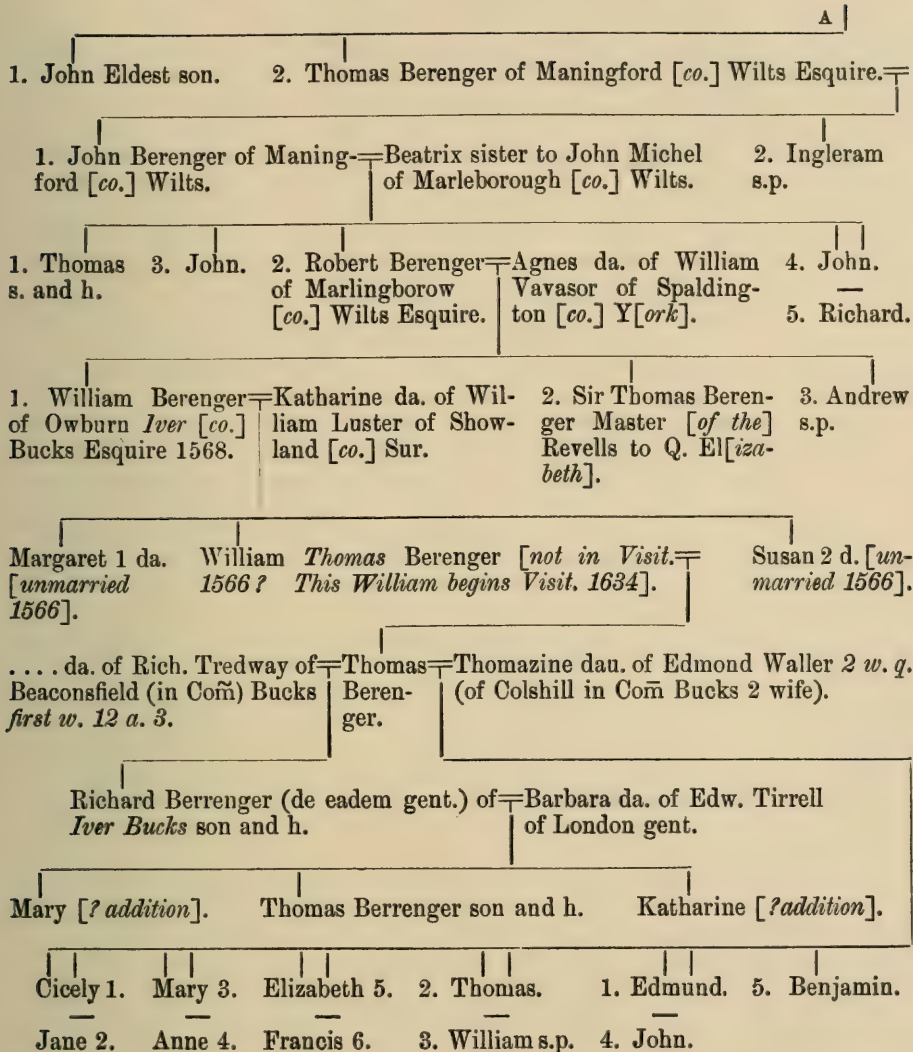 A
1. John Eldest son. 2. Thomas Berenger of Maningford [co.] Wilts Esquire.
1. John Berenger of Maning-
ford [co.] Wilts.
Beatrix sister to John Michel
of Marleborough [co.] Wilts.
2. Ingleram
s.p.
1. Thomas
s. and h.
3. John.
2. Robert Berenger
of Marlingborow
[co.] Wilts Esquire.
Agnes da. of William
Vavasor of Spalding-
ton [co.] Y[ork].
4. John.
5. Richard.
1. William Berenger
of Owburn Iver [co.]
Bucks Esquire 1568.
Katharine da. of Wil-
liam Luster of Show-
land [co.] Sur.
2. Sir Thomas Beren-
ger Master [of the]
Revells to Q. El[iza-
beth].
3. Andrew
s.p.
Margaret 1 da.
[unmarried
1566].
William Thomas Berenger [not in Visit.
1566? This William begins Visit. 1634].
Susan 2 d. [un-
married 1566].
.... da. of Rich. Tredway of
Beaconsfield (in Com̃) Bucks
first w. 12 a. 3.
Thomas
Beren-
ger.
Thomazine dau. of Edmond Waller 2 w. q.
(of Colshill in Com̃ Bucks 2 wife).
Richard Berrenger (de eadem gent.) of
Iver Bucks son and h.
Barbara da. of Edw. Tirrell
of London gent.
Mary [? addition]. Thomas Berrenger son and h. Katharine [?addition].
Cicely 1. Mary 3. Elizabeth 5. 2. Thomas. 1. Edmund. 5. Benjamin.
Jane 2. Anne 4. Francis 6. 3. William s.p. 4. John.